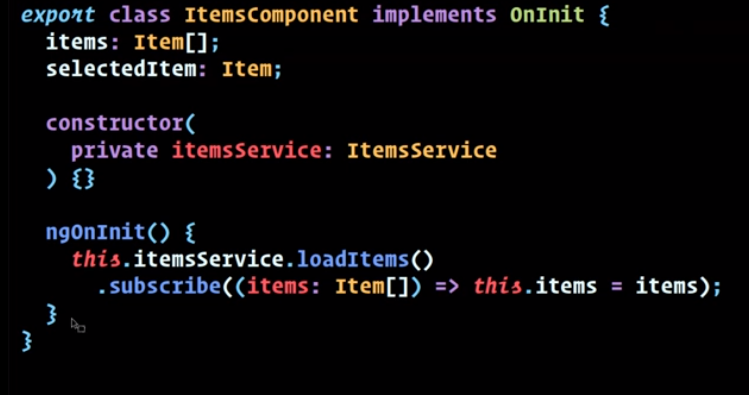 export class ItemsComponent implements OnInit {
items: Item[];
selectedItem: Item;
constructor(
private itemsService: ItemsService
) {}
ngOnInit() {
this.itemsService.loadItems()
.subscribe((items: Item[]) => this.items = items);
}
}